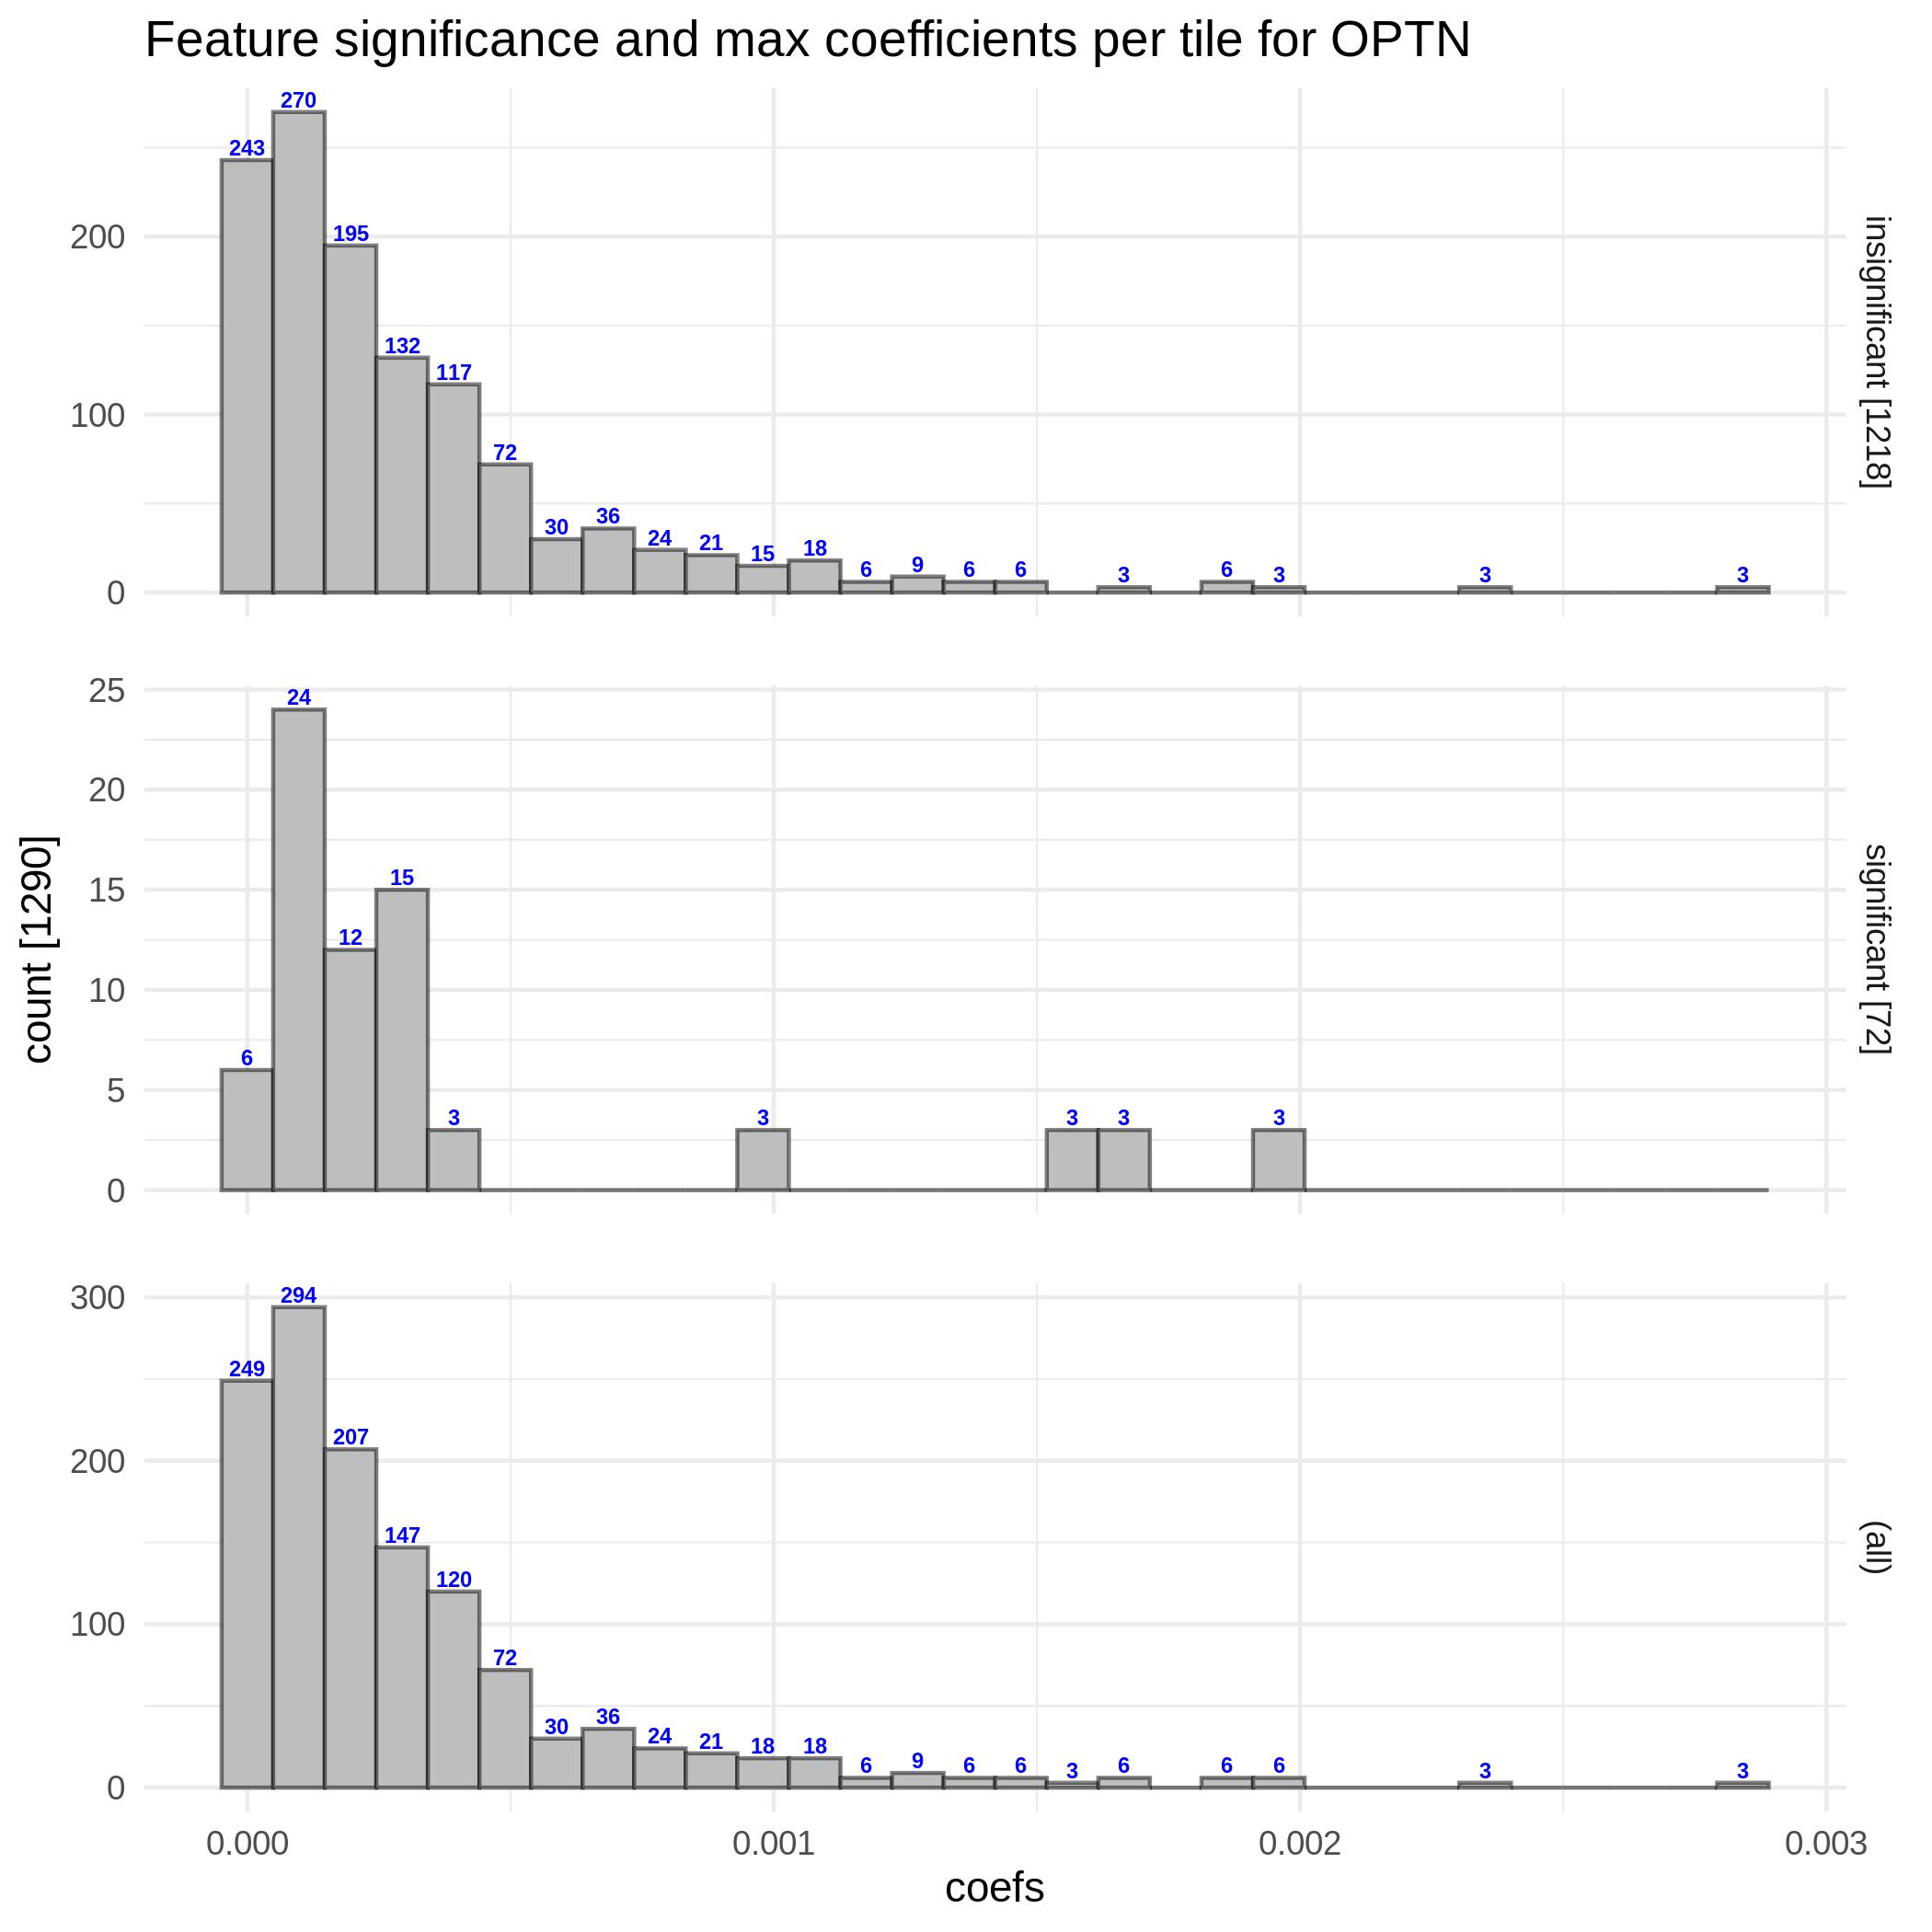 Feature significance and max coefficients per tile for OPTN
243 270 195 132 117 72 30 36 24 21 15 18 6 9 6 6 3 6 3 3 3
200
100
0
insignificant [1218]
count [1290]
25
20
15
10
5
0
6 24 12 15 3 3 3 3 3
significant [72]
300
200
100
0
249 294 207 147 120 72 30 36 24 21 18 18 6 9 6 6 3 6 6 6 3 3
(all)
0.000 0.001 0.002 0.003
coefs